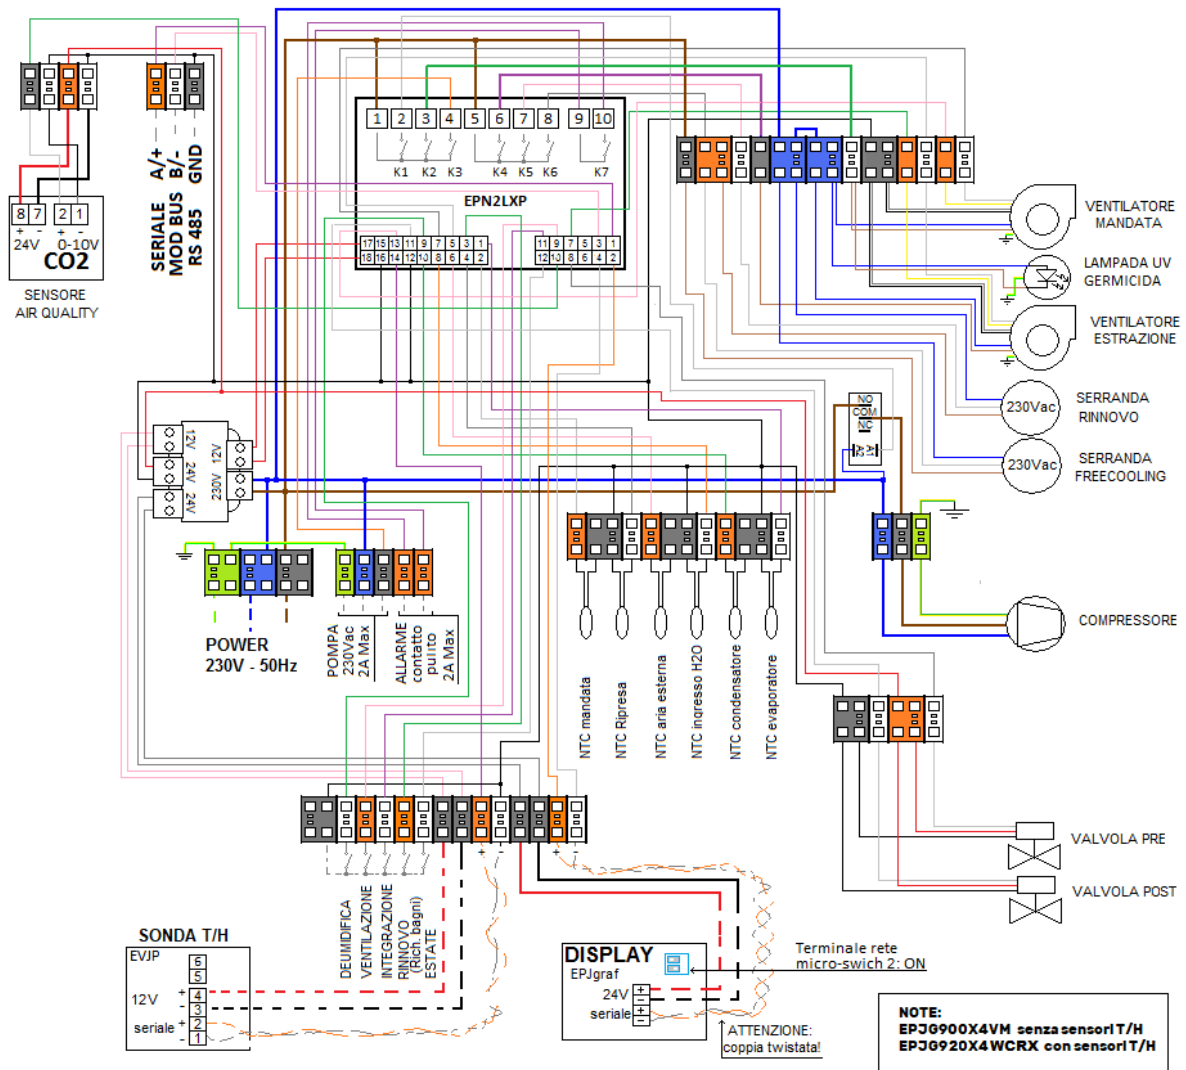 1 2 3 4 5 6 7 8 9 10
K1 K2 K3 K4 K5 K6 K7
EPN2LXP
17 15 13 11 9 7 5 3 1
18 16 14 12 10 8 6 4 2
11 9 7 5 3 1
12 10 8 6 4 2
A/+ B/- GND
SERIALE
MOD BUS
RS 485
8 7 2 1
+ - + -
24V 0-10V
CO2
SENSORE
AIR QUALITY
VENTILATORE
MANDATA
LAMPADA UV
GERMICIDA
VENTILATORE
ESTRAZIONE
230Vac
SERRANDA
RINNOVO
230Vac
SERRANDA
FREECOOLING
NO
COM
NC
A1
A2
12V
24V
24V
12V
230V
POWER
230V - 50Hz
POMPA
230Vac
2A Max
ALLARME
contatto
pulito
2A Max
NTC mandata
NTC Ripresa
NTC aria esterna
NTC ingresso H2O
NTC condensatore
NTC evaporatore
COMPRESSORE
VALVOLA PRE
VALVOLA POST
+ - + -
DEUMIDIFICA
VENTILAZIONE
INTEGRAZIONE
RINNOVO
(Rich. bagni)
ESTATE
SONDA T/H
EVJP
6
5
12V + 4
- 3
seriale + 2
- 1
DISPLAY
EPJgraf
24V + -
seriale + -
Terminale rete
micro-swich 2: ON
ATTENZIONE:
coppia twistata!
NOTE:
EPJG900X4VM senza sensorI T/H
EPJG920X4WCRX con sensorI T/H